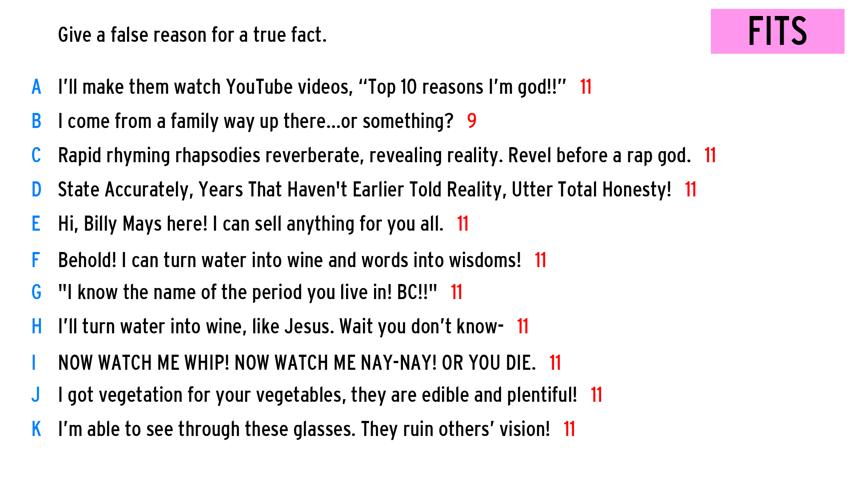 Give a false reason for a true fact.
FITS
A I'll make them watch YouTube videos, “Top 10 reasons I'm god!!” 11
B I come from a family way up there...or something? 9
C Rapid rhyming rhapsodies reverberate, revealing reality. Revel before a rap god. 11
D State Accurately, Years That Haven't Earlier Told Reality, Utter Total Honesty! 11
E Hi, Billy Mays here! I can sell anything for you all. 11
F Behold! I can turn water into wine and words into wisdoms! 11
G "I know the name of the period you live in! BC!!" 11
H I'll turn water into wine, like Jesus. Wait you don't know- 11
I NOW WATCH ME WHIP! NOW WATCH ME NAY-NAY! OR YOU DIE. 11
J I got vegetation for your vegetables, they are edible and plentiful! 11
K I'm able to see through these glasses. They ruin others' vision! 11